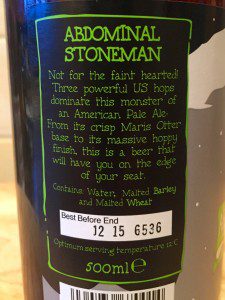 ABDOMINAL
STONEMAN
Not for the faint hearted!
Three powerful US hops
dominate this monster of
an American Pale Ale
From its crisp Maris Otter
base to its massive hoppy
finish, this is a beer that
will have you on the edge
of your seat.
Contains: Water, Malted Barley
and Malted Wheat
Best Before End
12 15 6536
Optimum serving temperature 12 C
500ml e